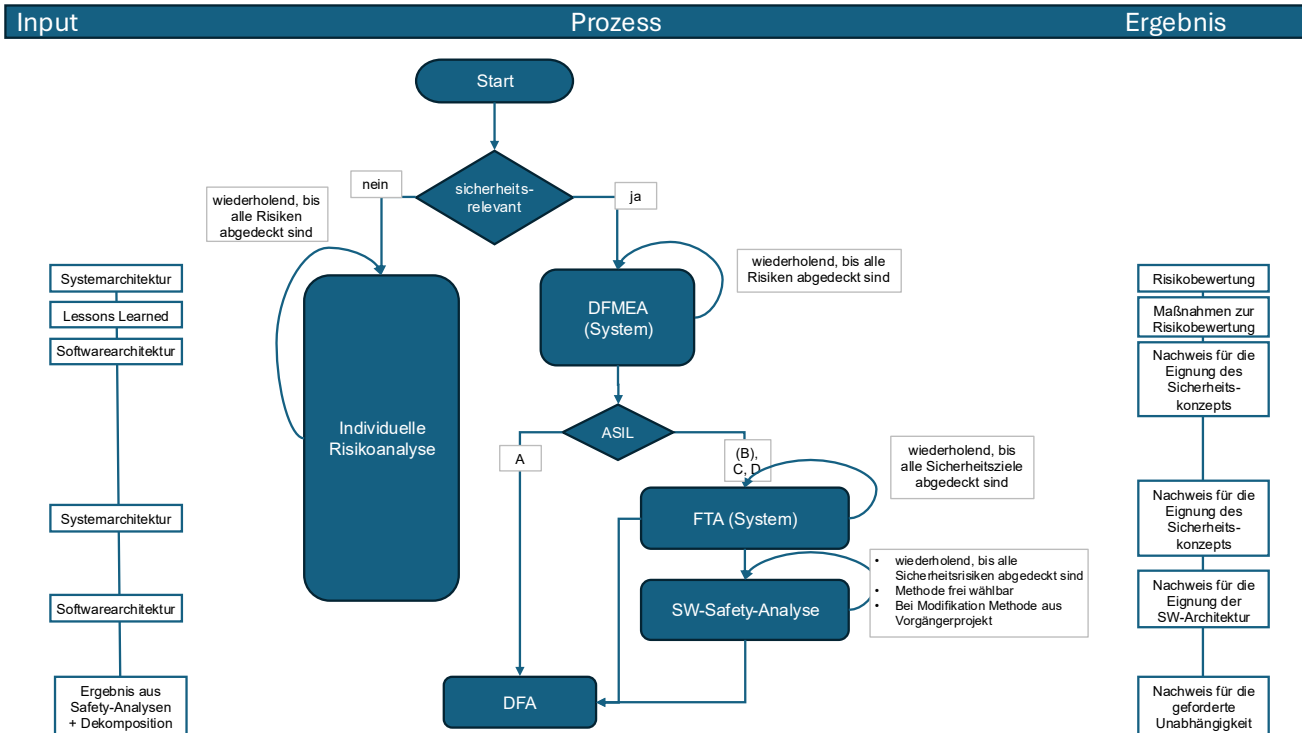 Input
Prozess
Ergebnis
Start
sicherheits-
relevant
nein
ja
wiederholend, bis
alle Risiken
abgedeckt sind
wiederholend, bis alle
Risiken abgedeckt sind
Systemarchitektur
Lessons Learned
Softwarearchitektur
DFMEA
(System)
Risikobewertung
Maßnahmen zur
Risikobewertung
Nachweis für die
Eignung des
Sicherheits-
konzepts
Individuelle
Risikoanalyse
ASIL
A
(B),
C, D
wiederholend, bis
alle Sicherheitsziele
abgedeckt sind
Systemarchitektur
FTA (System)
Nachweis für die
Eignung des
Sicherheits-
konzepts
Softwarearchitektur
SW-Safety-Analyse
• wiederholend, bis alle
Sicherheitsrisiken abgedeckt sind
• Methode frei wählbar
• Bei Modifikation Methode aus
Vorgängerprojekt
Nachweis für die
Eignung der
SW-Architektur
Ergebnis aus
Safety-Analysen
+ Dekomposition
DFA
Nachweis für die
geforderte
Unabhängigkeit